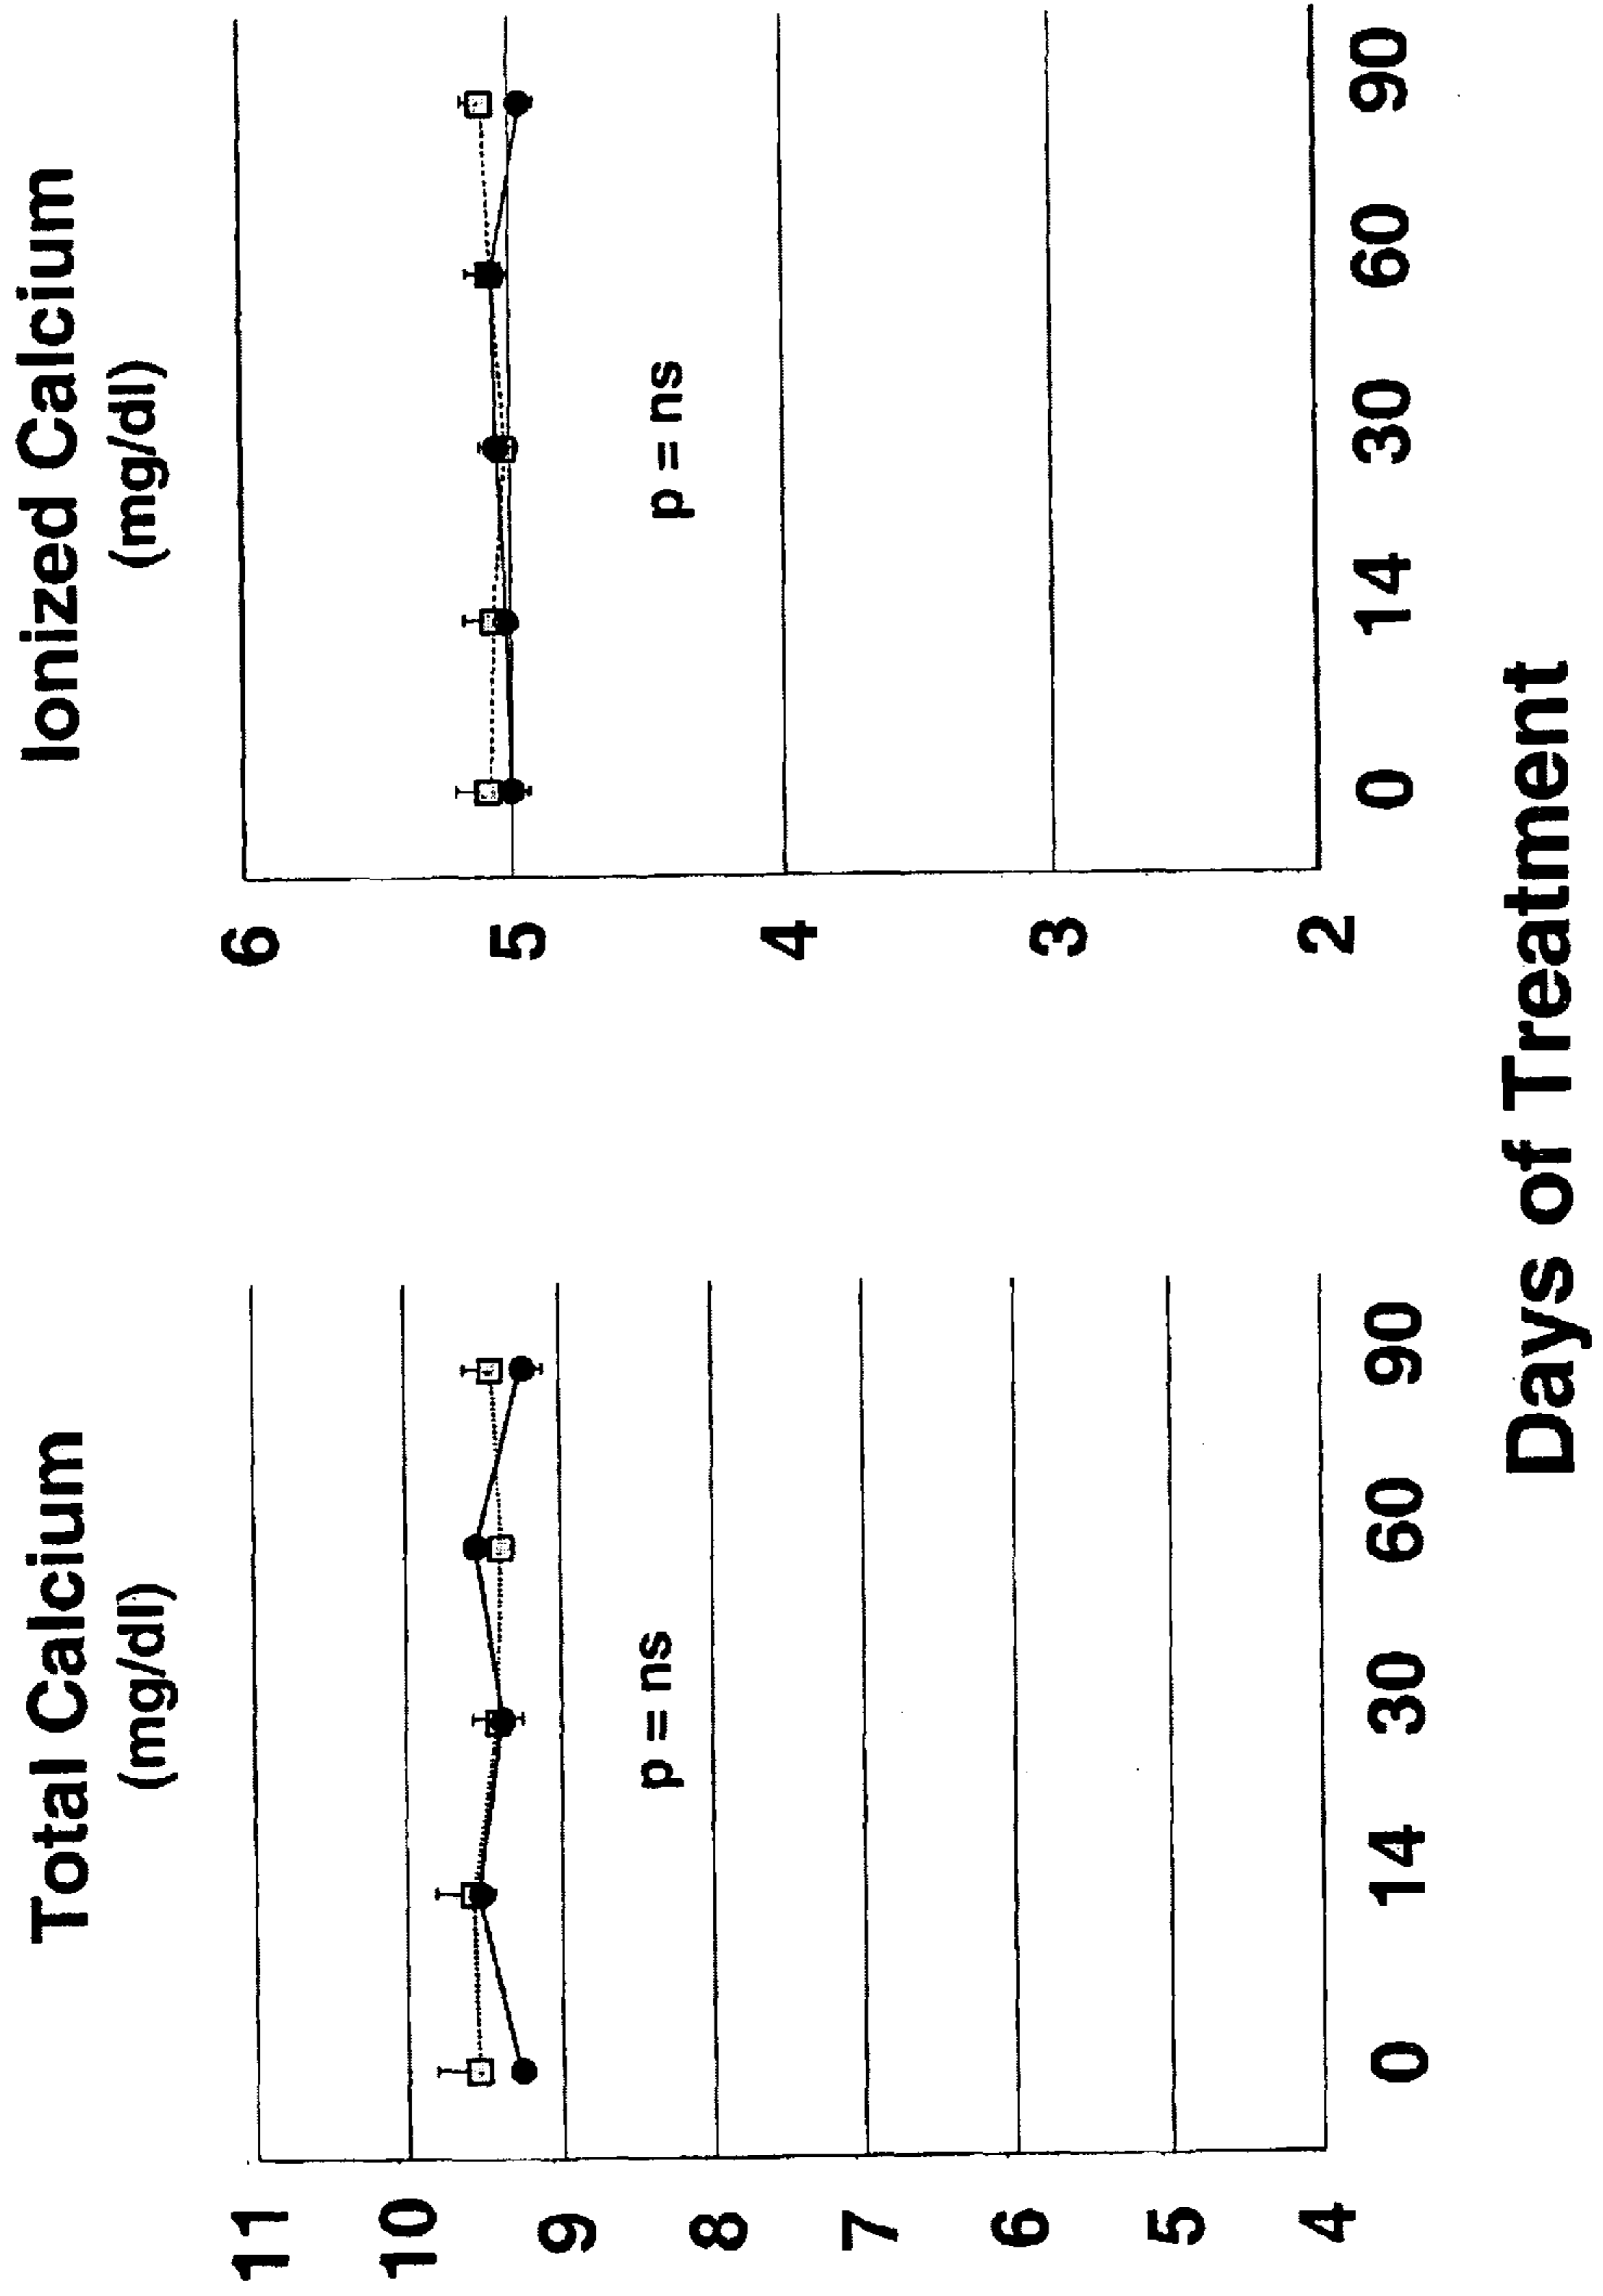 Total Calcium
(mg/dl)
11
10
9
8
7
6
5
4
p = ns
0 14 30 60 90
Ionized Calcium
(mg/dl)
6
5
4
3
2
p = ns
0 14 30 60 90
Days of Treatment